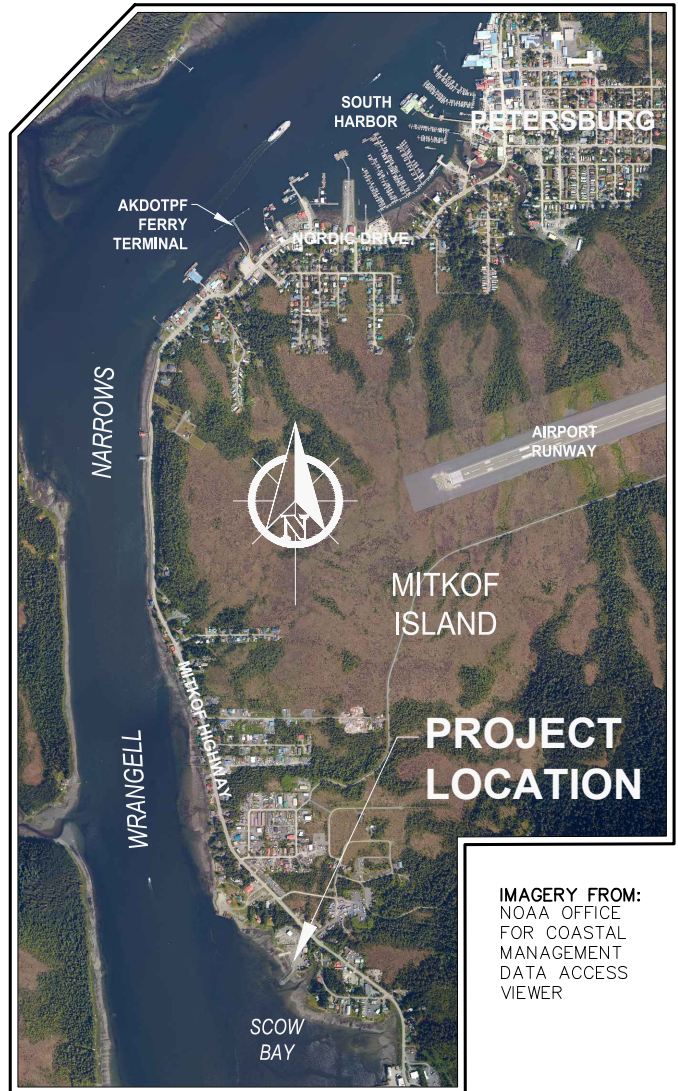 SOUTH
HARBOR
PETERSBURG
AKDOTPF
FERRY
TERMINAL
NORDIC DRIVE
NARROWS
AIRPORT
RUNWAY
N
MITKOF
ISLAND
MITKOF HIGHWAY
PROJECT
LOCATION
WRANGELL
IMAGERY FROM:
NOAA OFFICE
FOR COASTAL
MANAGEMENT
DATA ACCESS
VIEWER
SCOW
BAY